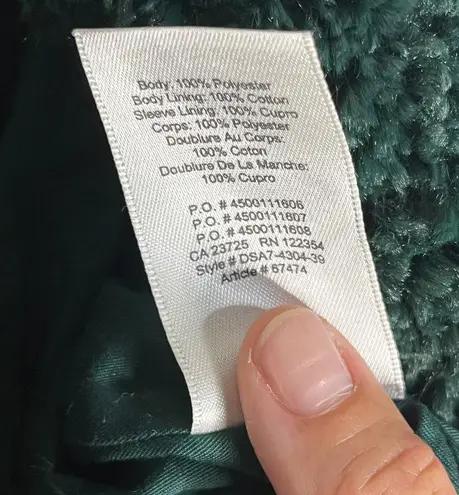 Body: 100% Polyester
Body Lining: 100% Cotton
Sleeve Lining: 100% Cupro
Corps: 100% Polyester
Doublure Au Corps:
100% Coton
Doublure De La Manche:
100% Cupro
P.O. # 4500111606
P.O. # 4500111607
P.O. # 4500111608
CA 23725 RN 122354
Style # DSA7-4304-39
Article # 67474